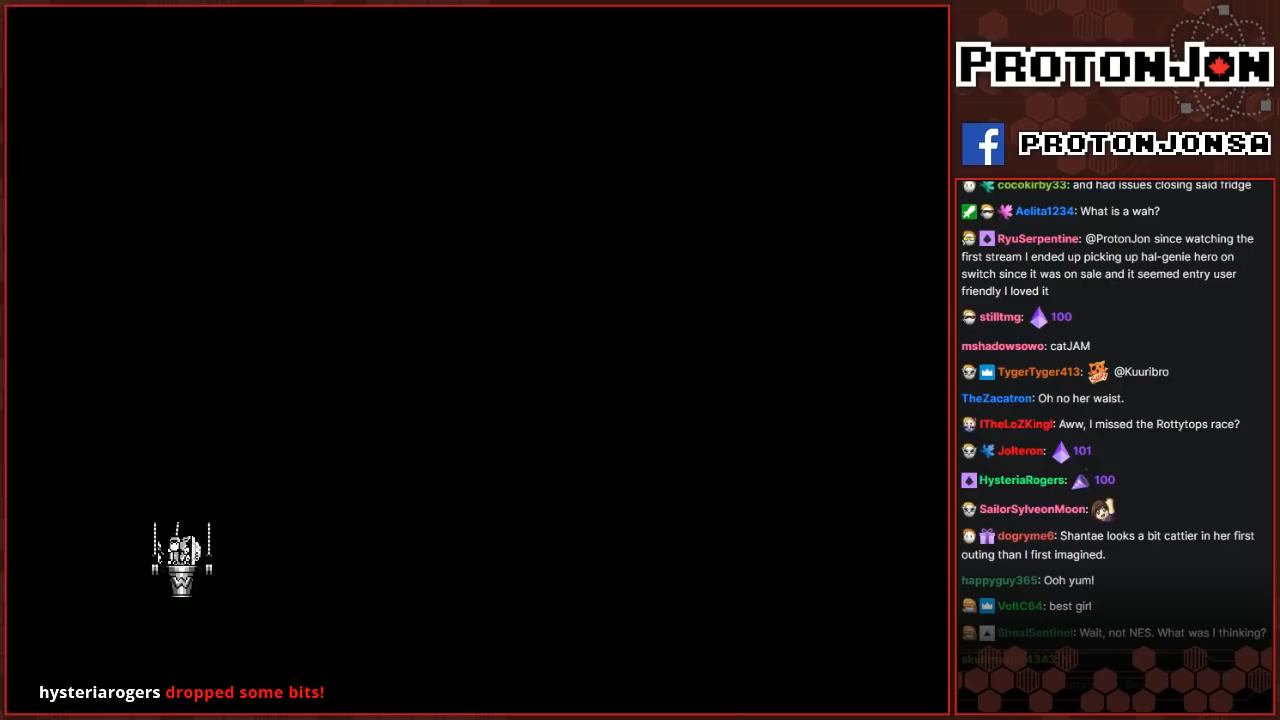 PROTONJON
PROTONJONSA
cocokirby33: and had issues closing said fridge
Aelita1234: What is a wah?
RyuSerpentine: @ProtonJon since watching the
first stream I ended up picking up hal-genie hero on
switch since it was on sale and it seemed entry user
friendly I loved it
stilltmg: 100
mshadowsowo: catJAM
TygerTyger413: @Kuuribro
TheZacatron: Oh no her waist.
ITheLoZKingI: Aww, I missed the Rottytops race?
Jolteron: 101
HysteriaRogers: 100
SailorSylveonMoon:
dogryme6: Shantae looks a bit cattier in her first
outing than I first imagined.
happyguy365: Ooh yum!
VoltC64: best girl
ShoalSentinel: Wait, not NES. What was I thinking?
hysteriarogers dropped some bits!